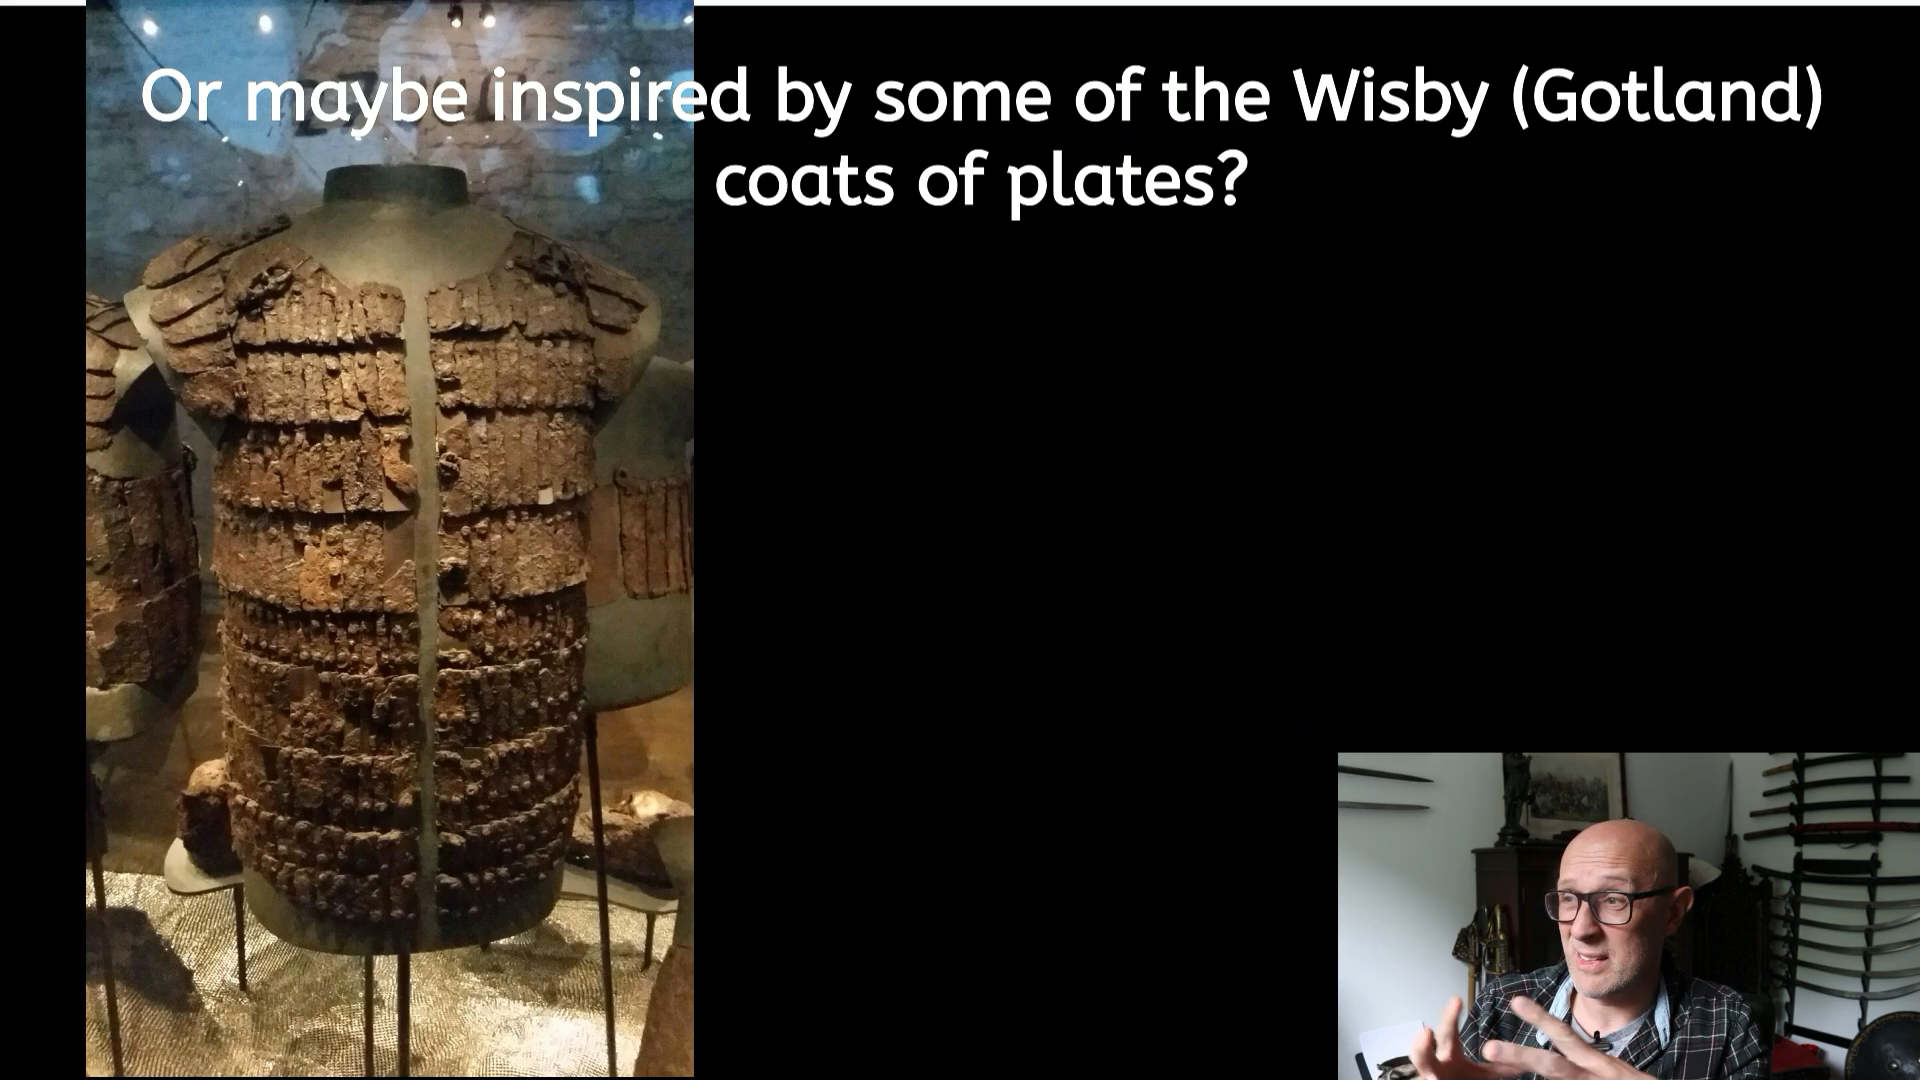 Or maybe inspired by some of the Wisby (Gotland)
coats of plates?